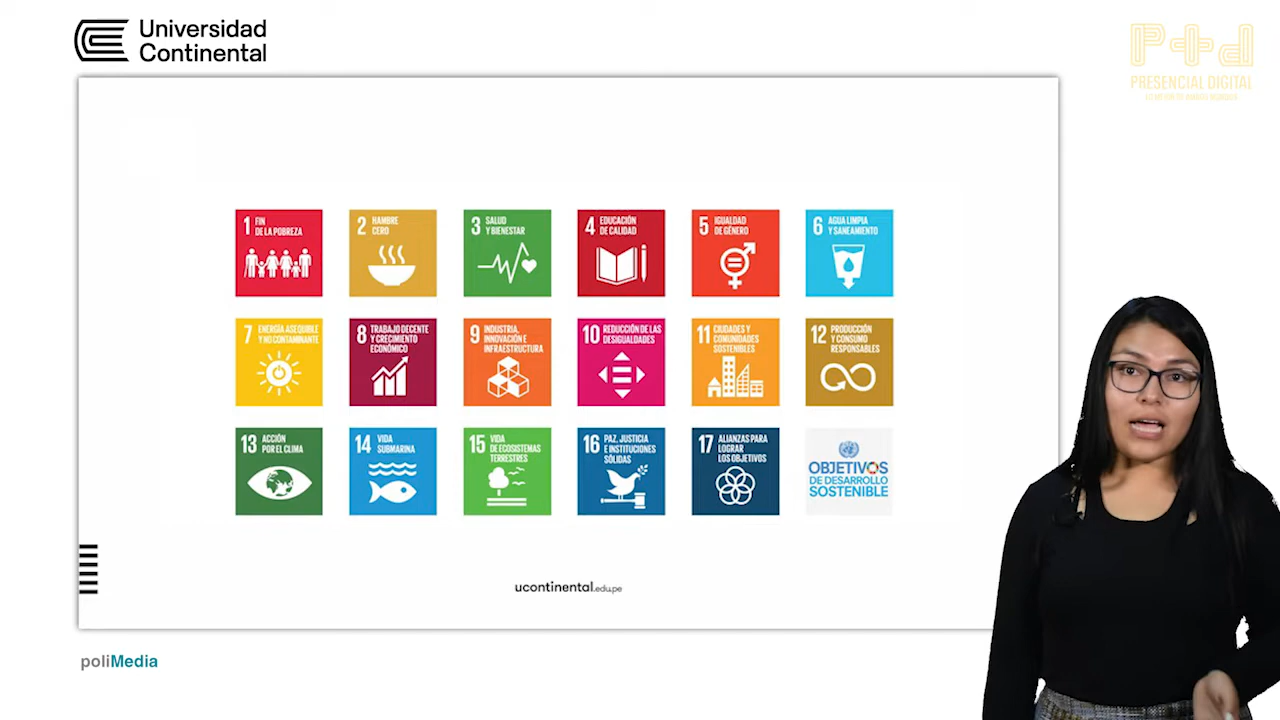 Universidad
Continental
P+d
PRESENCIAL DIGITAL
1 FIN
DE LA POBREZA
2 HAMBRE
CERO
3 SALUD
Y BIENESTAR
4 EDUCACIÓN
DE CALIDAD
5 IGUALDAD
DE GÉNERO
6 AGUA LIMPIA
Y SANEAMIENTO
7 ENERGÍA ASEQUIBLE
Y NO CONTAMINANTE
8 TRABAJO DECENTE
Y CRECIMIENTO
ECONÓMICO
9 INDUSTRIA,
INNOVACIÓN E
INFRAESTRUCTURA
10 REDUCCIÓN DE LAS
DESIGUALDADES
11 CIUDADES Y
COMUNIDADES
SOSTENIBLES
12 PRODUCCIÓN
Y CONSUMO
RESPONSABLES
13 ACCIÓN
POR EL CLIMA
14 VIDA
SUBMARINA
15 VIDA
DE ECOSISTEMAS
TERRESTRES
16 PAZ, JUSTICIA
E INSTITUCIONES
SÓLIDAS
17 ALIANZAS PARA
LOGRAR
LOS OBJETIVOS
OBJETIVOS
DE DESARROLLO
SOSTENIBLE
ucontinental.edu.pe
poliMedia